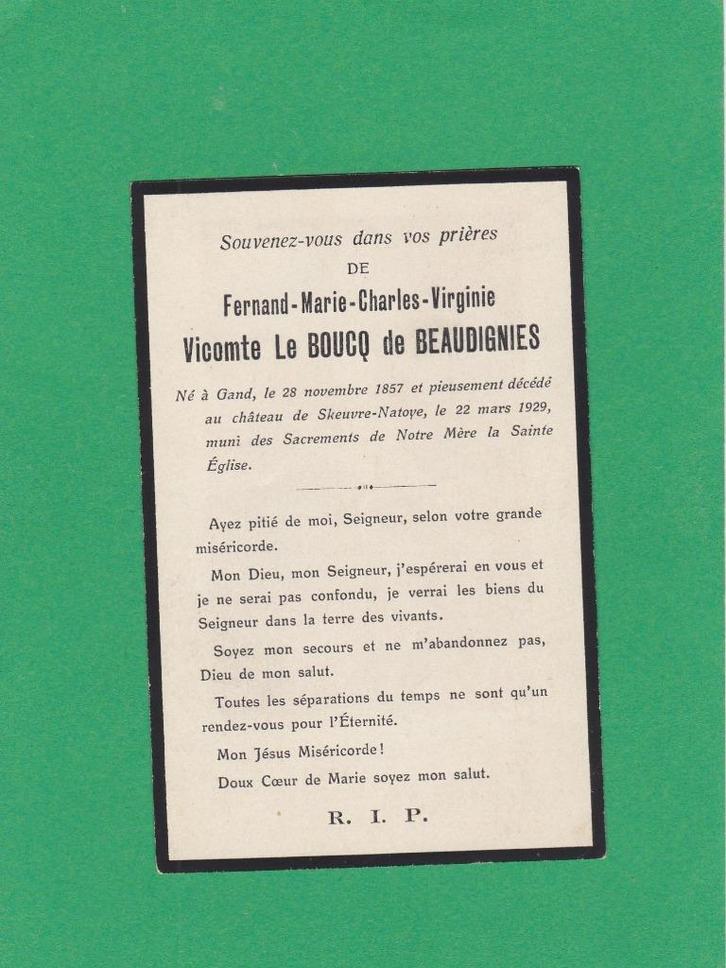 Souvenez-vous dans vos prières
DE
Fernand-Marie-Charles-Virginie
Vicomte Le BOUCQ de BEAUDIGNIES
Né à Gand, le 28 novembre 1857 et pieusement décédé
au château de Skeuvre-Natoye, le 22 mars 1929,
muni des Sacrements de Notre Mère la Sainte
Église.
Ayez pitié de moi, Seigneur, selon votre grande
miséricorde.
Mon Dieu, mon Seigneur, j'espérerai en vous et
je ne serai pas confondu, je verrai les biens du
Seigneur dans la terre des vivants.
Soyez mon secours et ne m'abandonnez pas,
Dieu de mon salut.
Toutes les séparations du temps ne sont qu'un
rendez-vous pour l'Éternité.
Mon Jésus Miséricorde !
Doux Cœur de Marie soyez mon salut.
R. I. P.